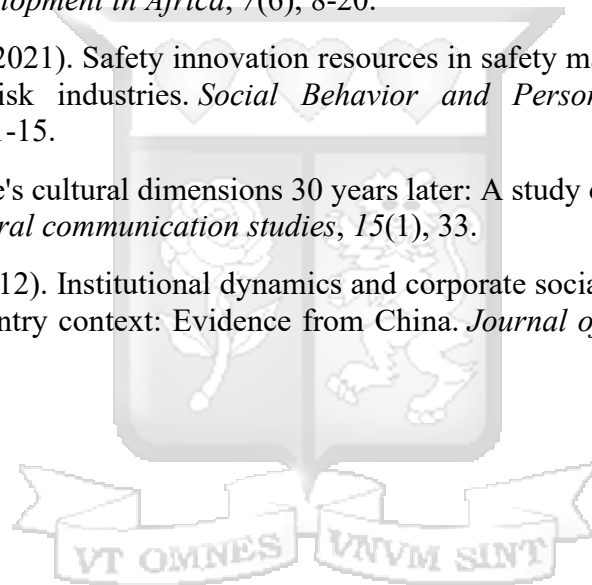 elopment in Africa, 7(6), 8-20.
2021). Safety innovation resources in safety ma
isk industries. Social Behavior and Person
1-15.
e's cultural dimensions 30 years later: A study o
ral communication studies, 15(1), 33.
12). Institutional dynamics and corporate social
ntry context: Evidence from China. Journal of
VT OMNES VNVM SINT